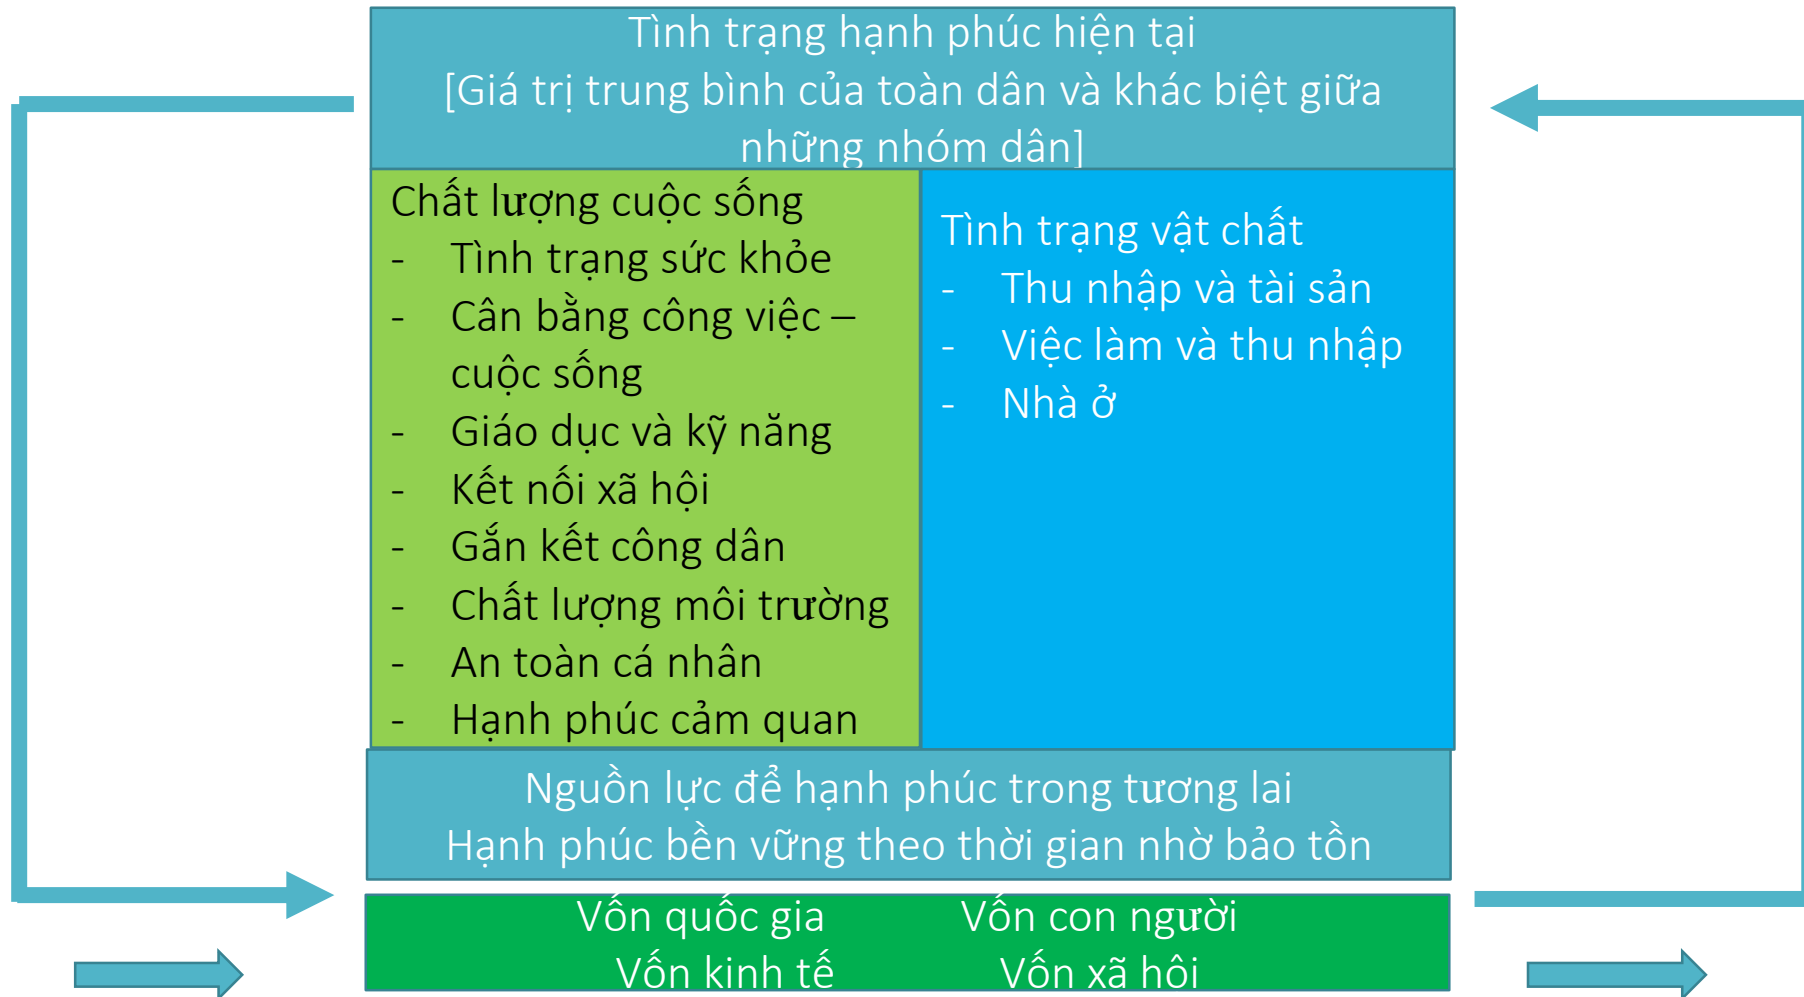 Tình trạng hạnh phúc hiện tại
[Giá trị trung bình của toàn dân và khác biệt giữa
những nhóm dân]
Chất lượng cuộc sống
- Tình trạng sức khỏe
- Cân bằng công việc –
cuộc sống
- Giáo dục và kỹ năng
- Kết nối xã hội
- Gắn kết công dân
- Chất lượng môi trường
- An toàn cá nhân
- Hạnh phúc cảm quan
Tình trạng vật chất
- Thu nhập và tài sản
- Việc làm và thu nhập
- Nhà ở
Nguồn lực để hạnh phúc trong tương lai
Hạnh phúc bền vững theo thời gian nhờ bảo tồn
Vốn quốc gia Vốn con người
Vốn kinh tế Vốn xã hôi